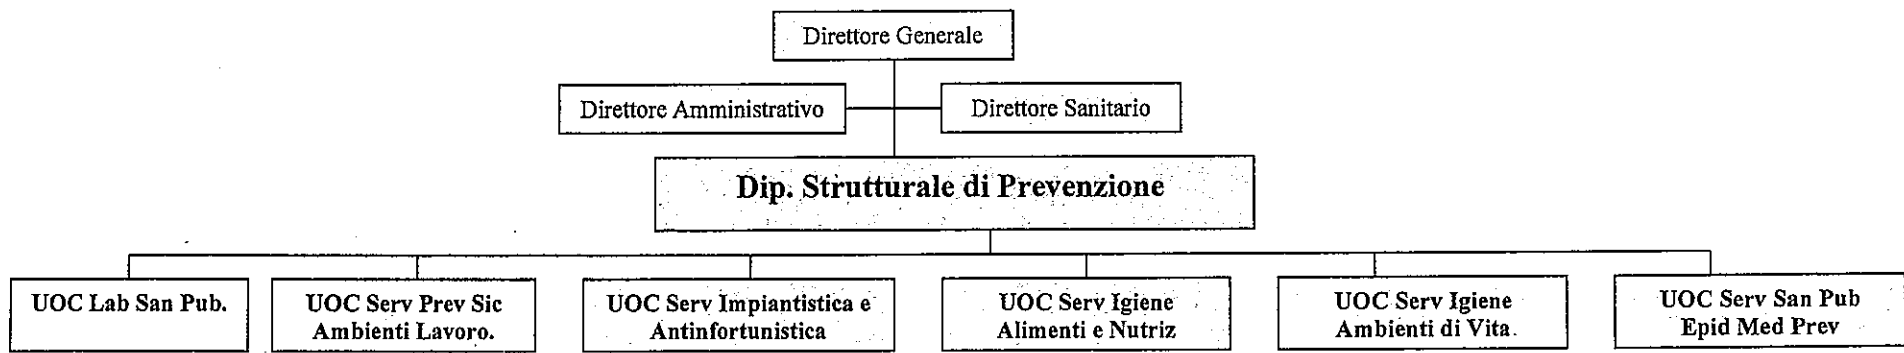 Direttore Generale
Direttore Amministrativo
Direttore Sanitario
Dip. Strutturale di Prevenzione
UOC Lab San Pub.
UOC Serv Prev Sic
Ambienti Lavoro.
UOC Serv Impiantistica e
Antinfortunistica
UOC Serv Igiene
Alimenti e Nutriz
UOC Serv Igiene
Ambienti di Vita.
UOC Serv San Pub
Epid Med Prev